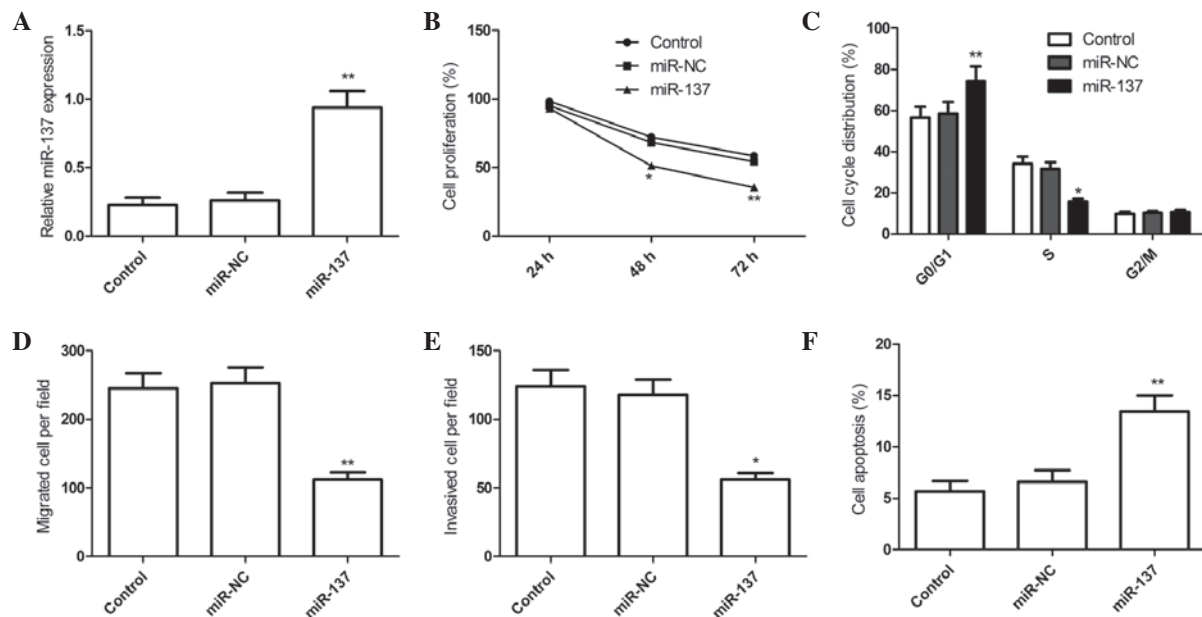 A
Relative miR-137 expression
1.5
1.0
0.5
0.0
**
Control
miR-NC
miR-137
B
Cell proliferation (%)
150
100
50
0
Control
miR-NC
miR-137
*
**
24 h
48 h
72 h
C
Cell cycle distribution (%)
100
80
60
40
20
0
Control
miR-NC
miR-137
**
*
G0/G1
S
G2/M
D
Migrated cell per field
300
200
100
0
**
Control
miR-NC
miR-137
E
Invasived cell per field
150
100
50
0
*
Control
miR-NC
miR-137
F
Cell apoptosis (%)
20
15
10
5
0
**
Control
miR-NC
miR-137